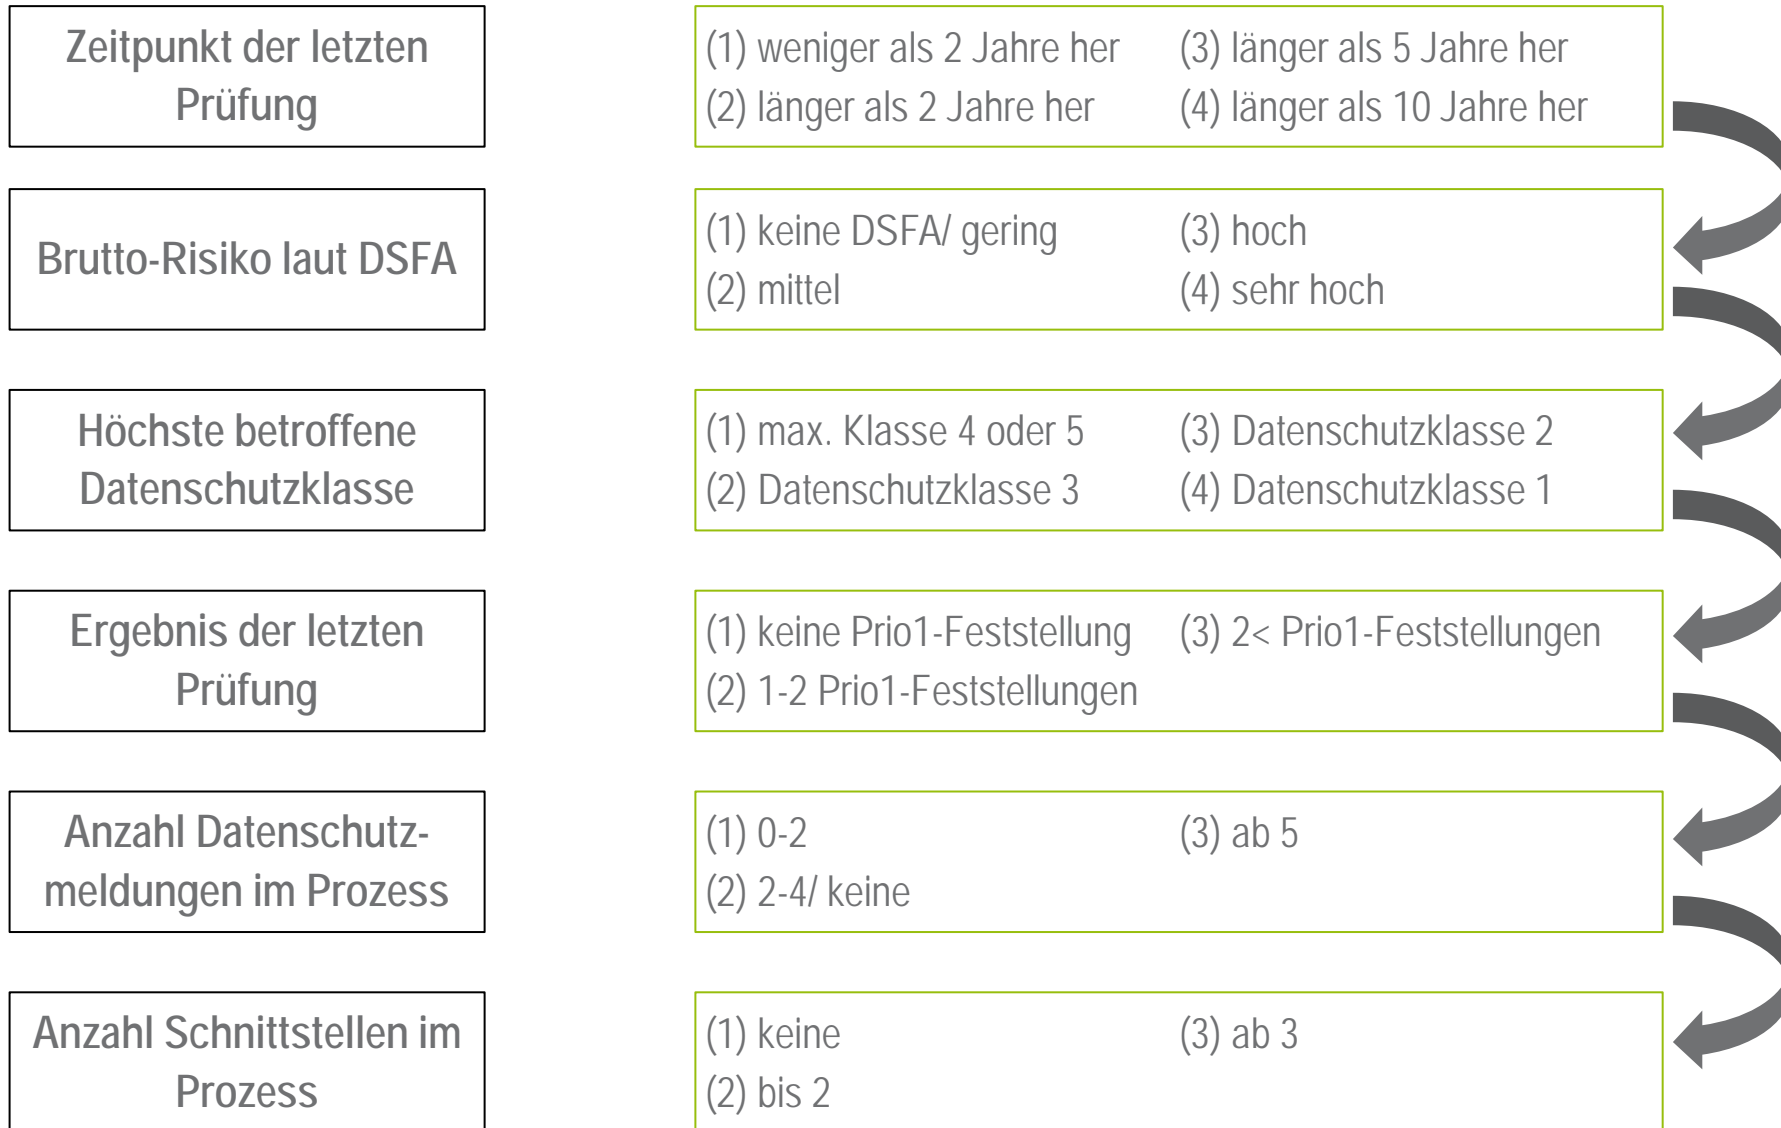 Zeitpunkt der letzten
Prüfung
(1) weniger als 2 Jahre her (3) länger als 5 Jahre her
(2) länger als 2 Jahre her (4) länger als 10 Jahre her
Brutto-Risiko laut DSFA
(1) keine DSFA/ gering (3) hoch
(2) mittel (4) sehr hoch
Höchste betroffene
Datenschutzklasse
(1) max. Klasse 4 oder 5 (3) Datenschutzklasse 2
(2) Datenschutzklasse 3 (4) Datenschutzklasse 1
Ergebnis der letzten
Prüfung
(1) keine Prio1-Feststellung (3) 2< Prio1-Feststellungen
(2) 1-2 Prio1-Feststellungen
Anzahl Datenschutz-
meldungen im Prozess
(1) 0-2 (3) ab 5
(2) 2-4/ keine
Anzahl Schnittstellen im
Prozess
(1) keine (3) ab 3
(2) bis 2